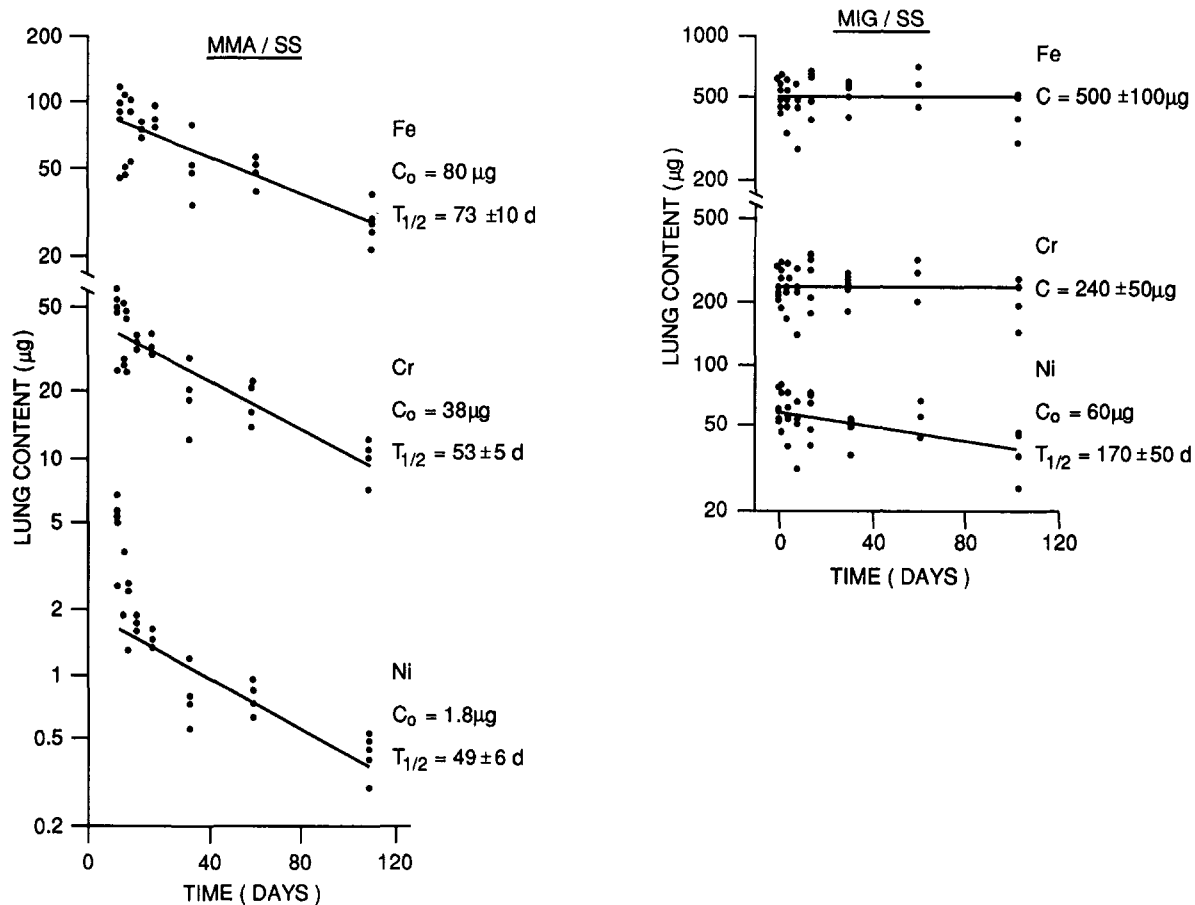 MMA / SS
200
100
50
20
50
20
10
5
2
1
0.5
0.2
LUNG CONTENT (µg)
Fe
C₀ = 80 µg
T₁/₂ = 73 ±10 d
Cr
C₀ = 38µg
T₁/₂ = 53±5 d
Ni
C₀ = 1.8µg
T₁/₂ = 49±6 d
0 40 80 120
TIME ( DAYS )
MIG / SS
1000
500
200
500
200
100
50
20
LUNG CONTENT (µg)
Fe
C = 500 ±100µg
Cr
C = 240 ±50µg
Ni
C₀ = 60µg
T₁/₂ = 170 ±50 d
0 40 80 120
TIME ( DAYS )